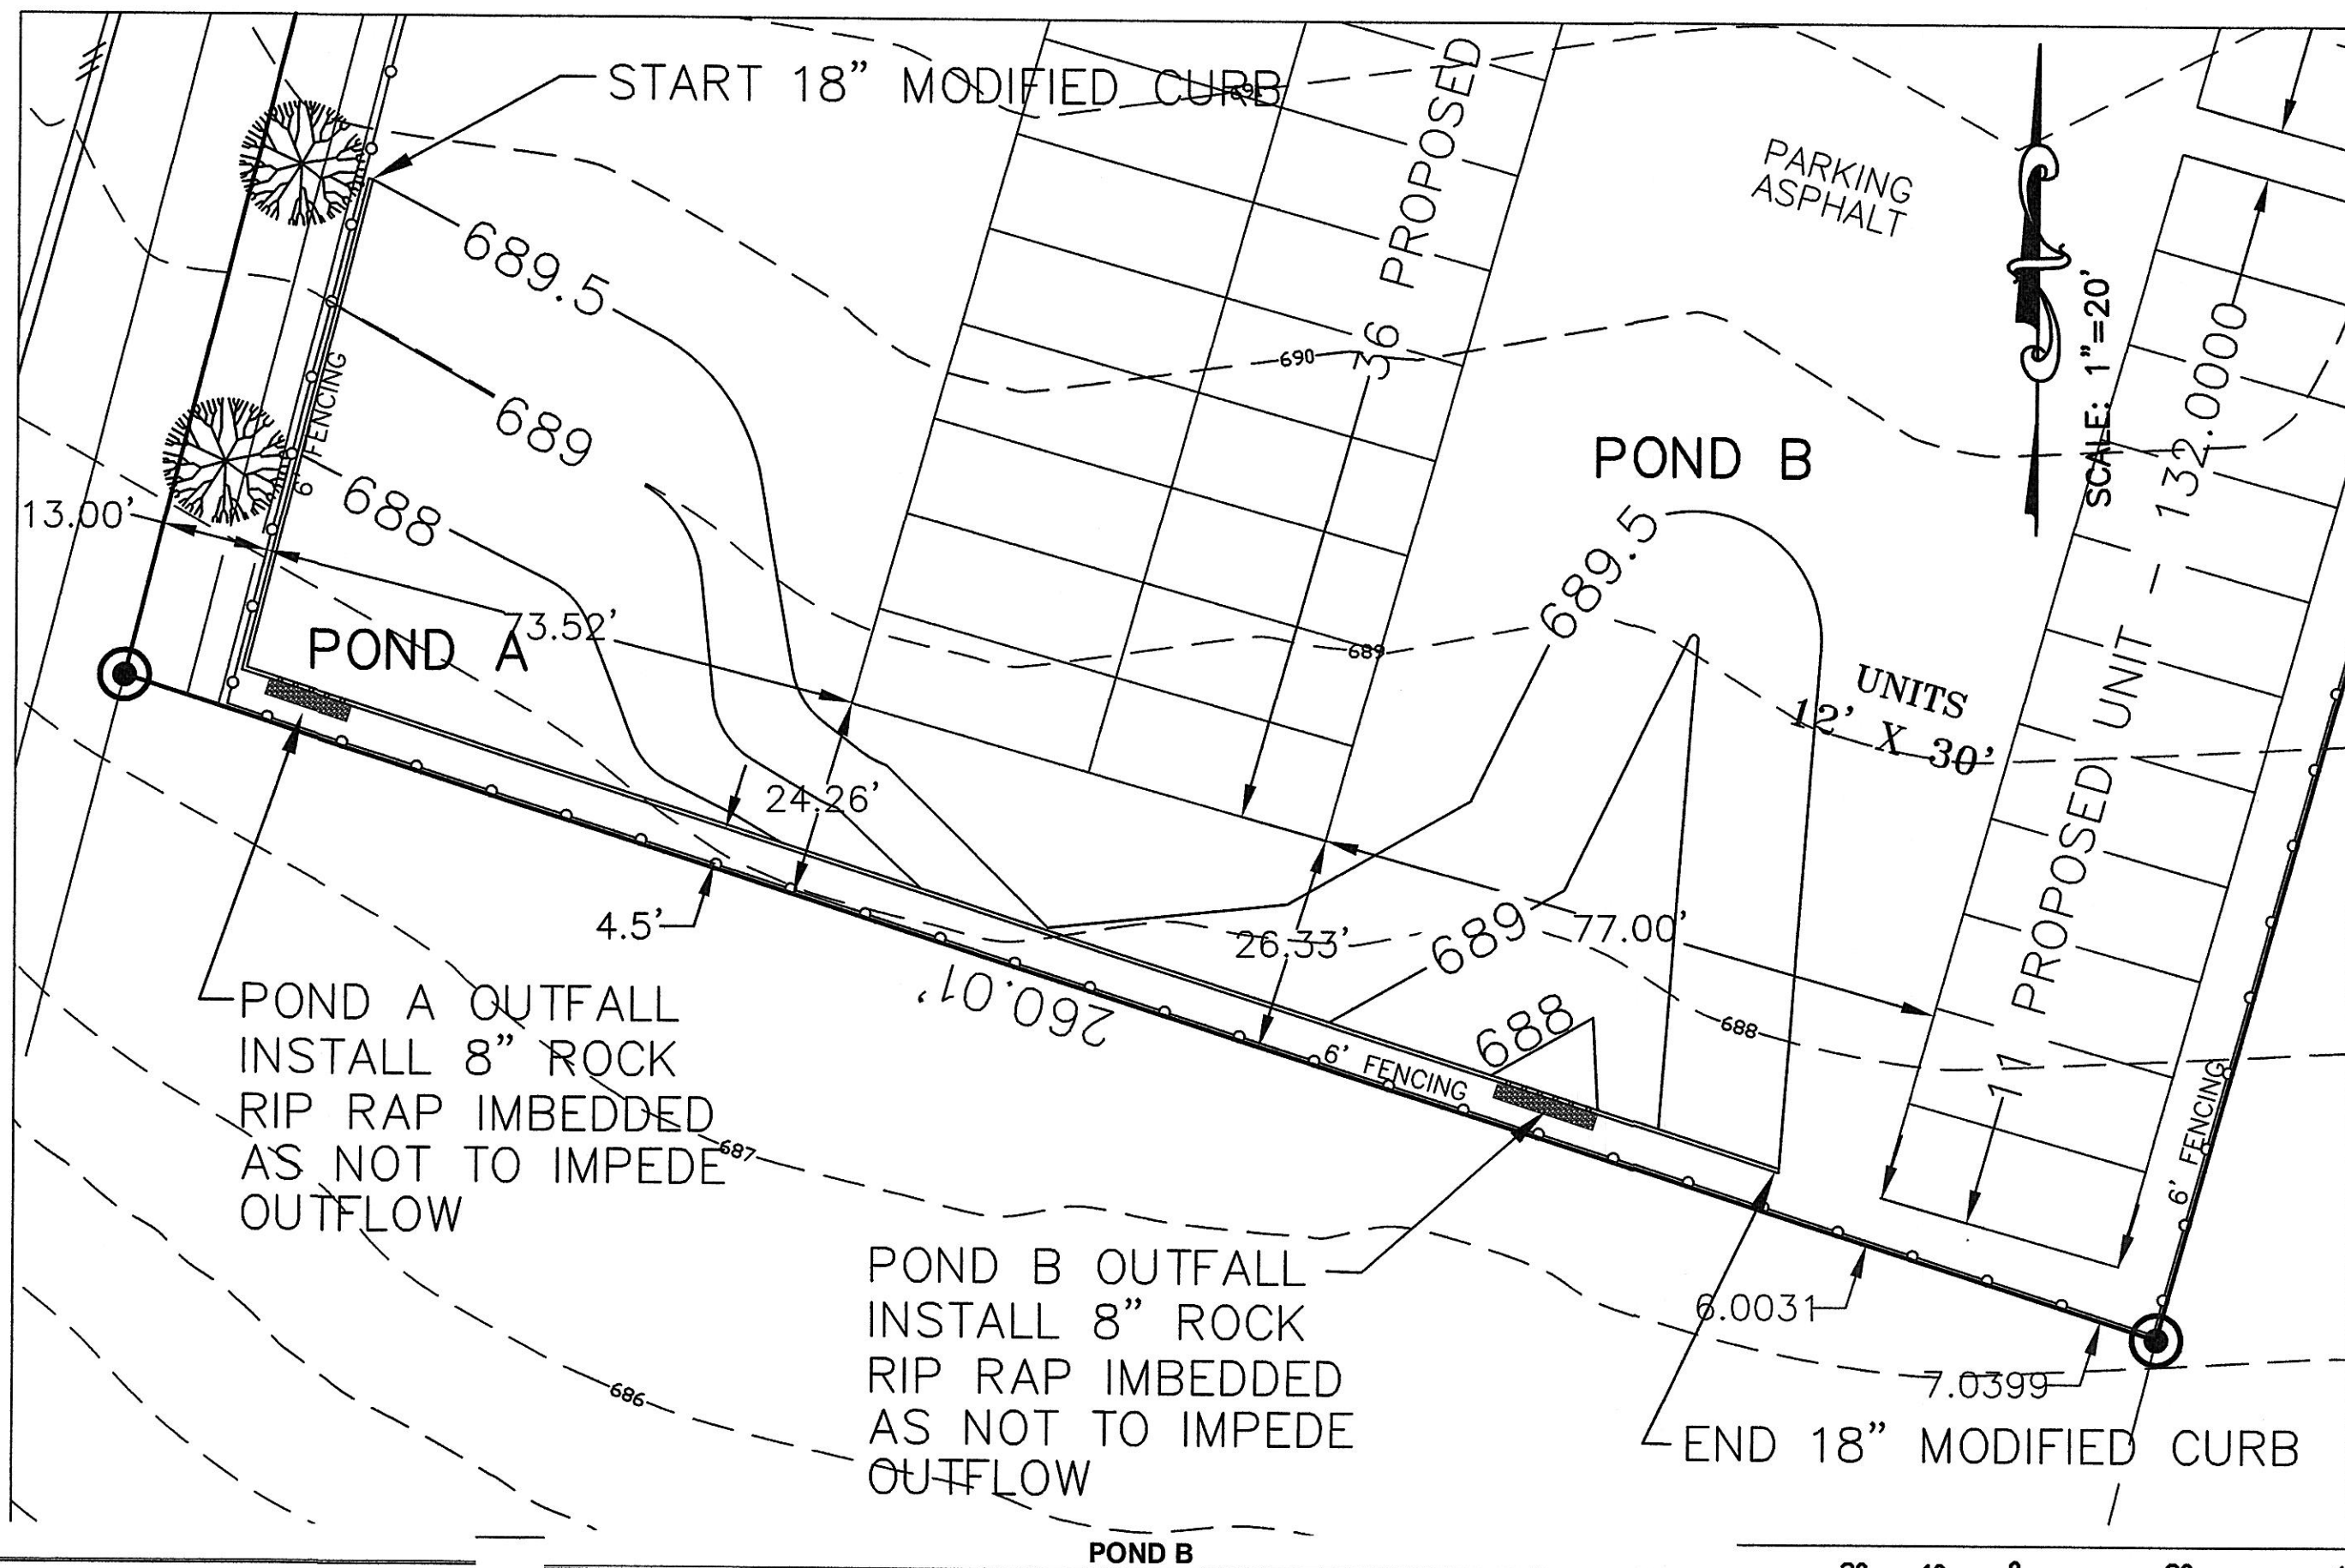 START 18” MODIFIED CURB
689.5
689
688
6' FENCING
13.00'
73.52'
POND A
24.26'
4.5'
260.01'
POND A OUTFALL
INSTALL 8” ROCK
RIP RAP IMBEDDED
AS NOT TO IMPEDE
OUTFLOW
687
686
36 PROPOSED
690
689
PARKING
ASPHALT
SCALE: 1”=20'
POND B
689.5
UNITS
12' X 30'
11 PROPOSED UNIT – 132.0000
26.33'
689
77.00'
688
688
6' FENCING
6' FENCING
POND B OUTFALL
INSTALL 8” ROCK
RIP RAP IMBEDDED
AS NOT TO IMPEDE
OUTFLOW
6.0031
7.0399
END 18” MODIFIED CURB
POND B